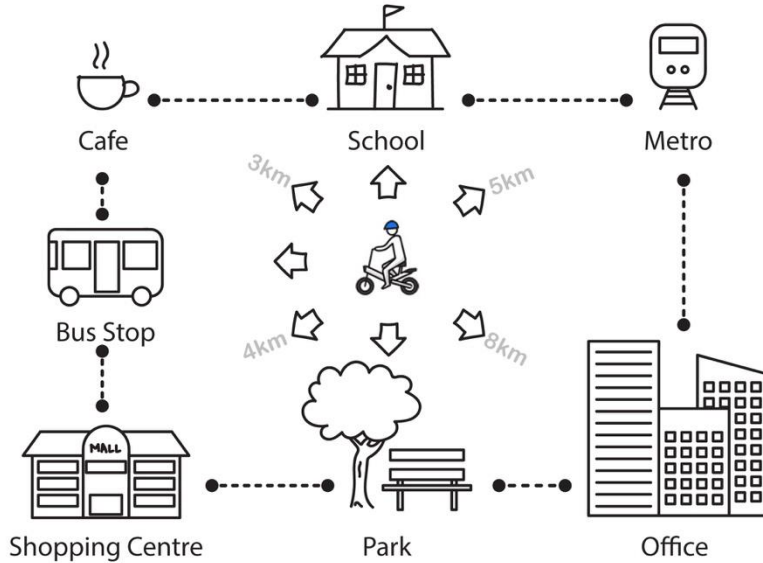 Cafe
School
Metro
3km
5km
Bus Stop
4km
8km
MALL
Shopping Centre
Park
Office